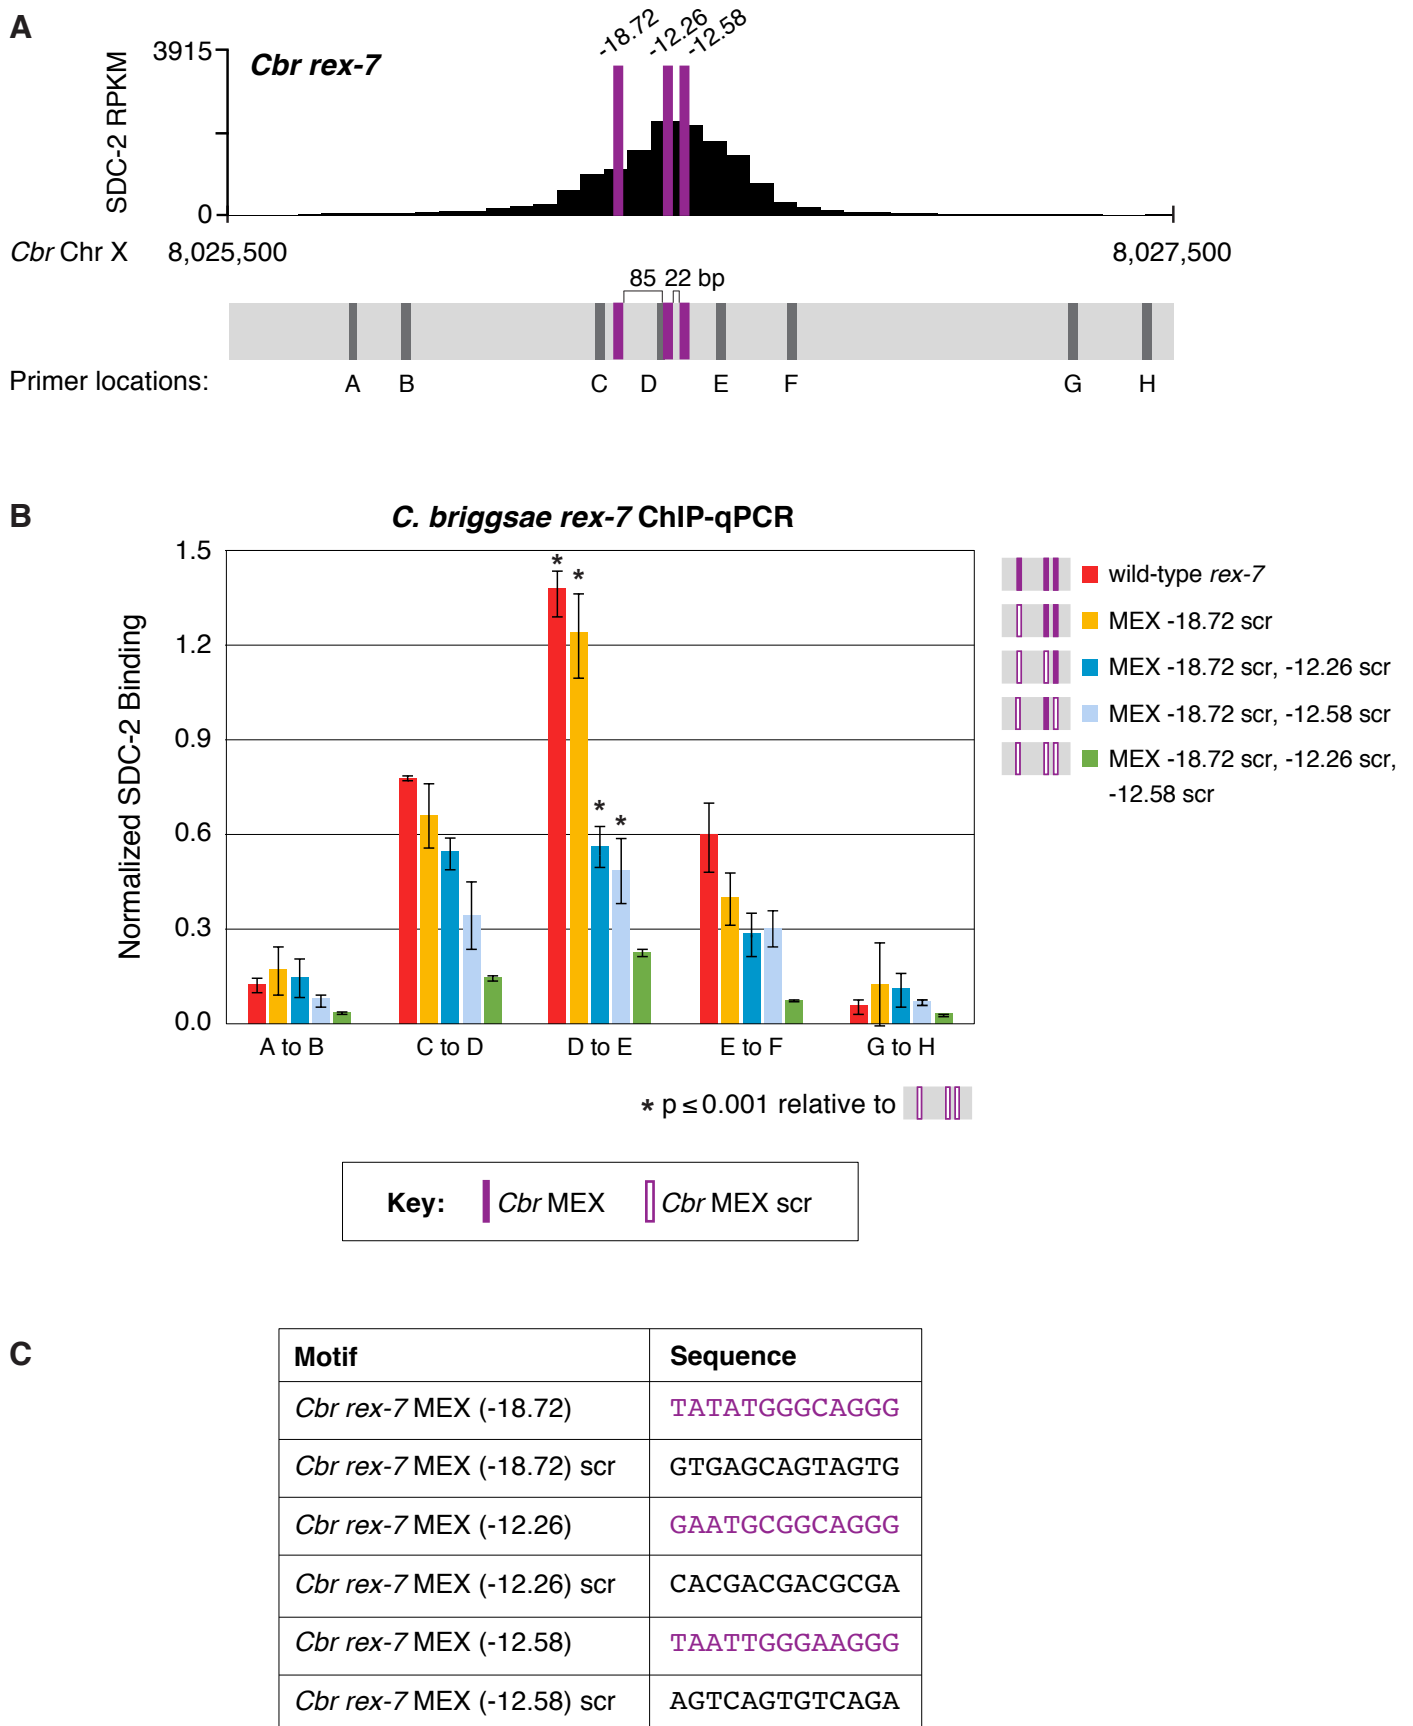 A
-18.72
-12.26
-12.58
3915
Cbr rex-7
SDC-2 RPKM
0
Cbr Chr X 8,025,500 8,027,500
85 22 bp
Primer locations: A B C D E F G H
B
C. briggsae rex-7 ChIP-qPCR
Normalized SDC-2 Binding
1.5
1.2
0.9
0.6
0.3
0.0
* *
* *
A to B C to D D to E E to F G to H
wild-type rex-7
MEX -18.72 scr
MEX -18.72 scr, -12.26 scr
MEX -18.72 scr, -12.58 scr
MEX -18.72 scr, -12.26 scr,
-12.58 scr
* p ≤ 0.001 relative to
Key: Cbr MEX Cbr MEX scr
C
Motif Sequence
Cbr rex-7 MEX (-18.72) TATATGGGCAGGG
Cbr rex-7 MEX (-18.72) scr GTGAGCAGTAGTG
Cbr rex-7 MEX (-12.26) GAATGCGGCAGGG
Cbr rex-7 MEX (-12.26) scr CACGACGACGCGA
Cbr rex-7 MEX (-12.58) TAATTGGGAAGGG
Cbr rex-7 MEX (-12.58) scr AGTCAGTGTCAGA